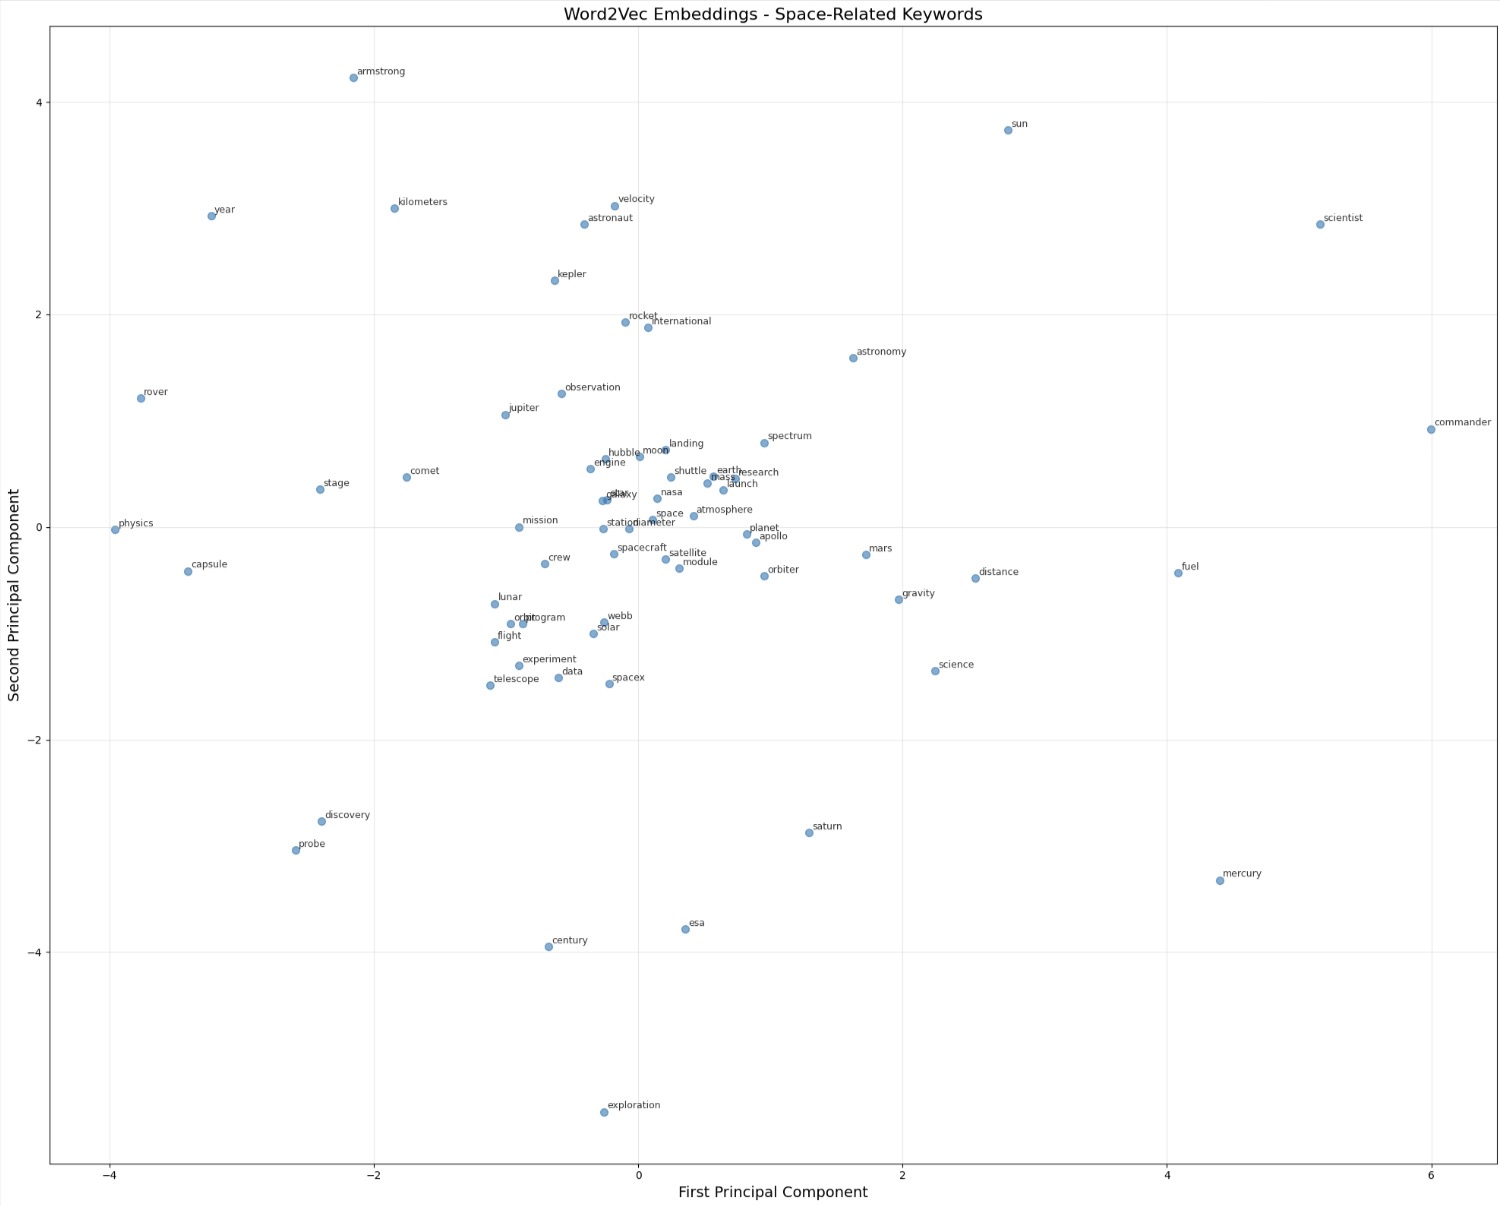 Word2Vec Embeddings - Space-Related Keywords
armstrong
sun
4
kilometers
velocity
year
astronaut
scientist
kepler
2
rocket
international
astronomy
observation
rover
jupiter
commander
spectrum
landing
moon
hubble
engine
comet
shuttle
earth
research
mass
launch
stage
galaxy
star
nasa
atmosphere
space
physics
0
mission
station
diameter
planet
apollo
spacecraft
mars
crew
satellite
module
capsule
orbiter
distance
fuel
gravity
lunar
orbit
program
webb
solar
flight
experiment
data
telescope
spacex
science
−2
discovery
saturn
probe
mercury
esa
century
−4
exploration
−4
−2
0
2
4
6
First Principal Component
Second Principal Component